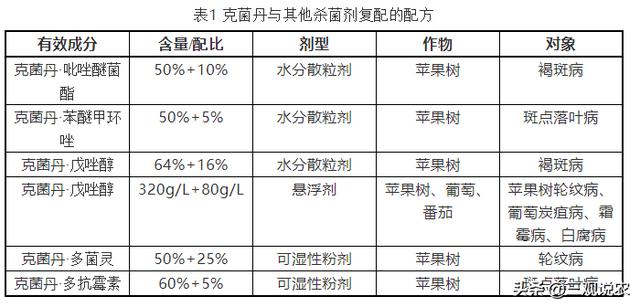 表1 克菌丹与其他杀菌剂复配的配方
有效成分 含量/配比 剂型 作物 对象
克菌丹·吡唑醚菌酯 50%+10% 水分散粒剂 苹果树 褐斑病
克菌丹·苯醚甲环唑 50%+5% 水分散粒剂 苹果树 斑点落叶病
克菌丹·戊唑醇 64%+16% 水分散粒剂 苹果树 褐斑病
克菌丹·戊唑醇 320g/L+80g/L 悬浮剂 苹果树、葡萄、番茄 苹果树轮纹病、葡萄炭疽病、霜霉病、白腐病
克菌丹·多菌灵 50%+25% 可湿性粉剂 苹果树 轮纹病
克菌丹·多抗霉素 60%+5% 可湿性粉剂 苹果树 斑点落叶病
头条@二观说农